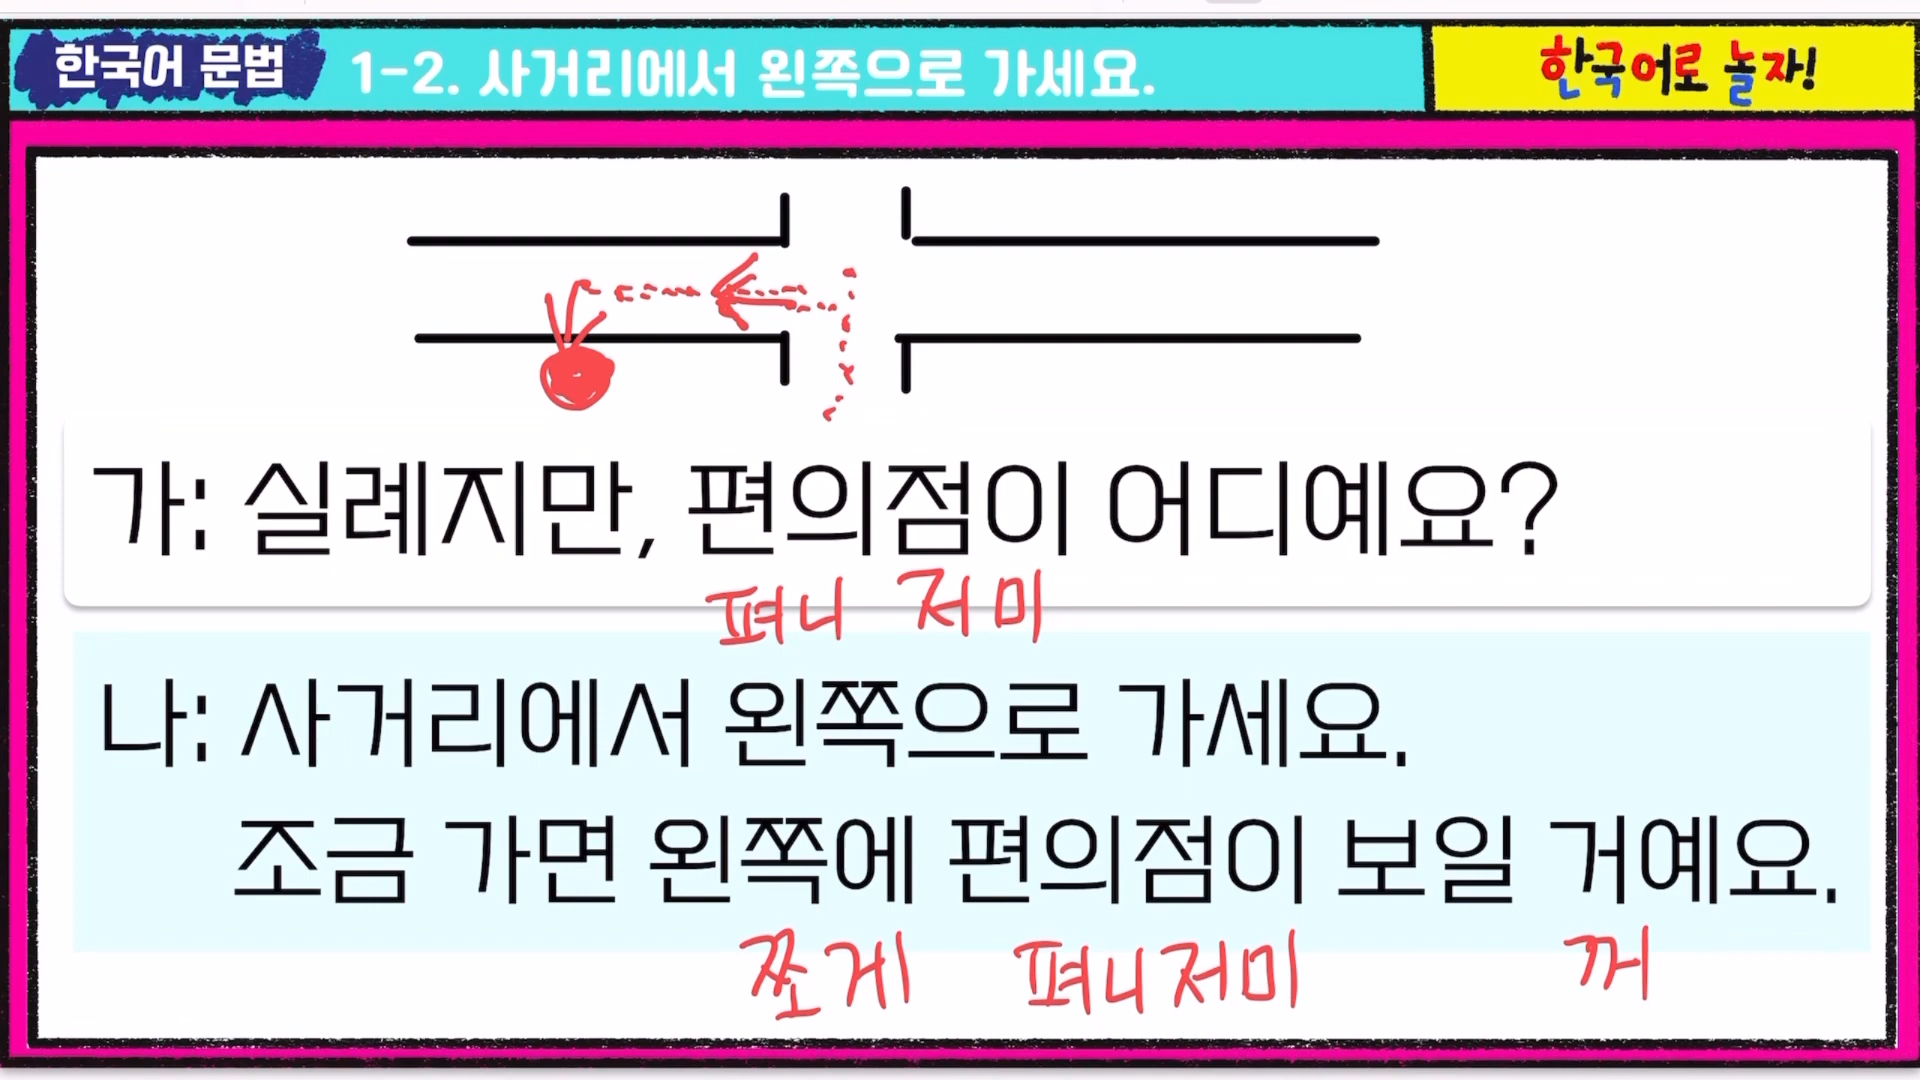 한국어 문법
1-2. 사거리에서 왼쪽으로 가세요.
한국어로 놀자!
가: 실례지만, 편의점이 어디예요?
펴니 저미
나: 사거리에서 왼쪽으로 가세요.
조금 가면 왼쪽에 편의점이 보일 거예요.
쪼게 펴니저미 꺼